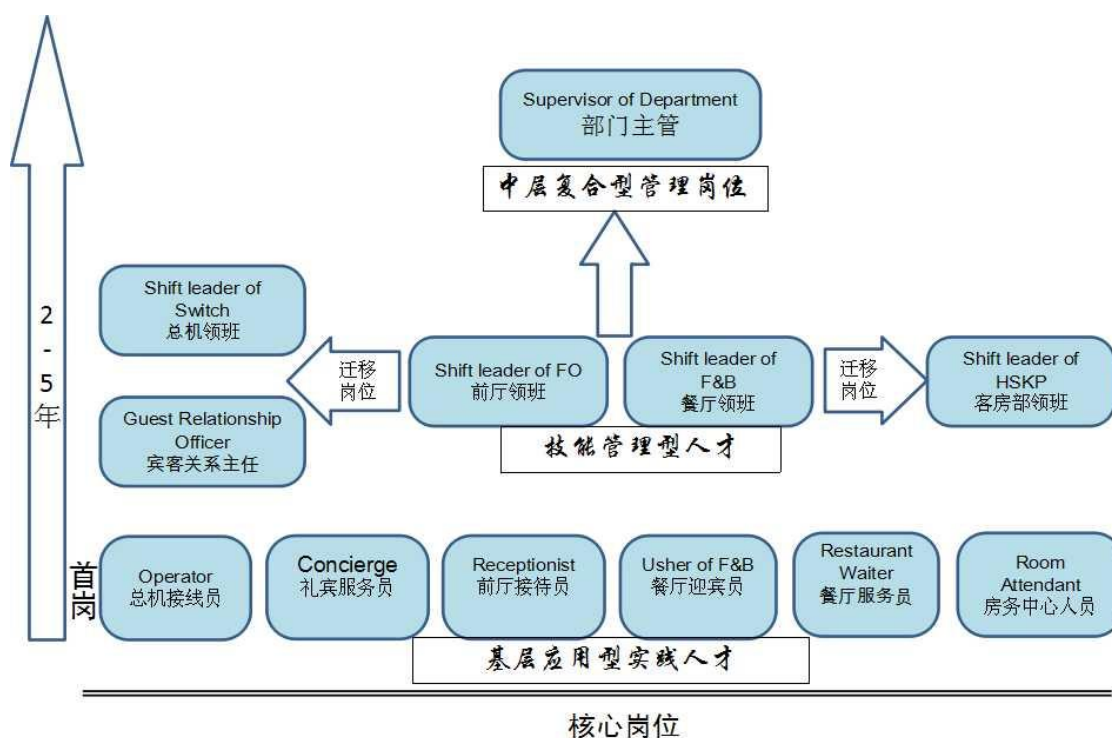 Supervisor of Department
部门主管
中层复合型管理岗位
2
-
5
年
Shift leader of
Switch
总机领班
迁移
岗位
Shift leader of FO
前厅领班
Shift leader of
F&B
餐厅领班
迁移
岗位
Shift leader of
HSKP
客房部领班
Guest Relationship
Officer
宾客关系主任
技能管理型人才
首
岗
Operator
总机接线员
Concierge
礼宾服务员
Receptionist
前厅接待员
Usher of F&B
餐厅迎宾员
Restaurant
Waiter
餐厅服务员
Room
Attendant
房务中心人员
基层应用型实践人才
核心岗位